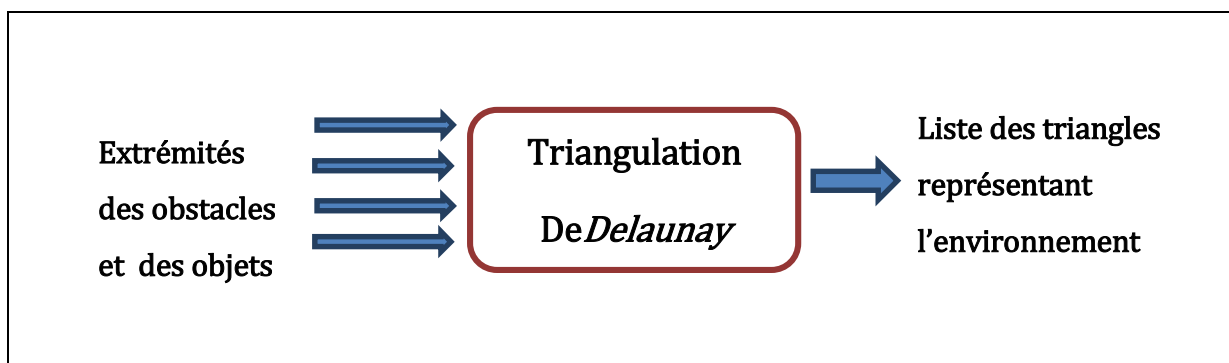 Extrémités
des obstacles
et des objets
Triangulation
DeDelaunay
Liste des triangles
représentant
l'environnement